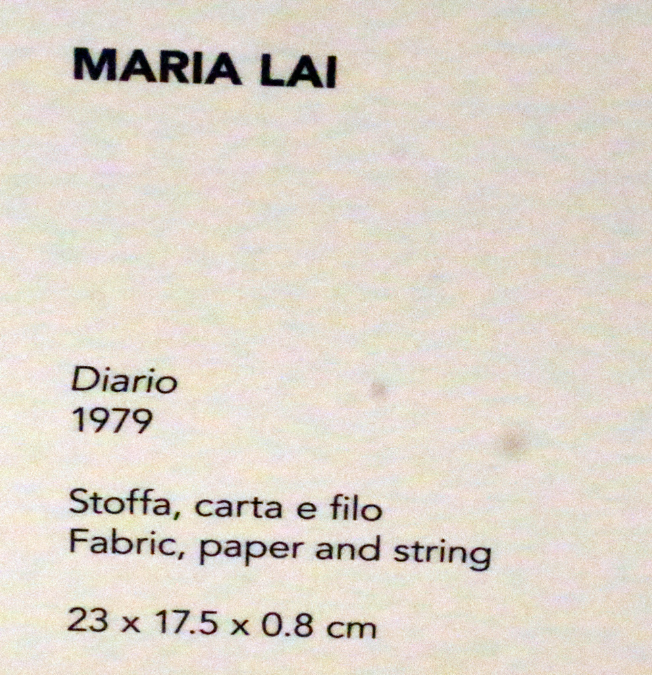 MARIA LAI
Diario
1979
Stoffa, carta e filo
Fabric, paper and string
23 x 17.5 x 0.8 cm